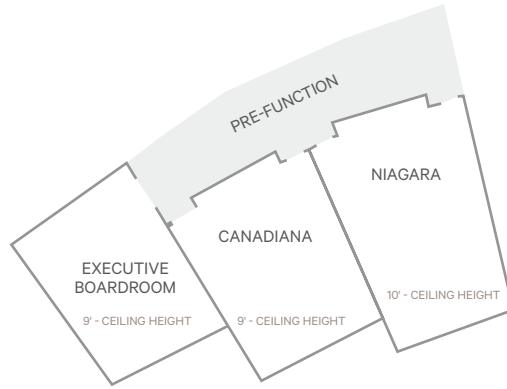 PRE-FUNCTION
NIAGARA
10' - CEILING HEIGHT
CANADIANA
9' - CEILING HEIGHT
EXECUTIVE
BOARDROOM
9' - CEILING HEIGHT